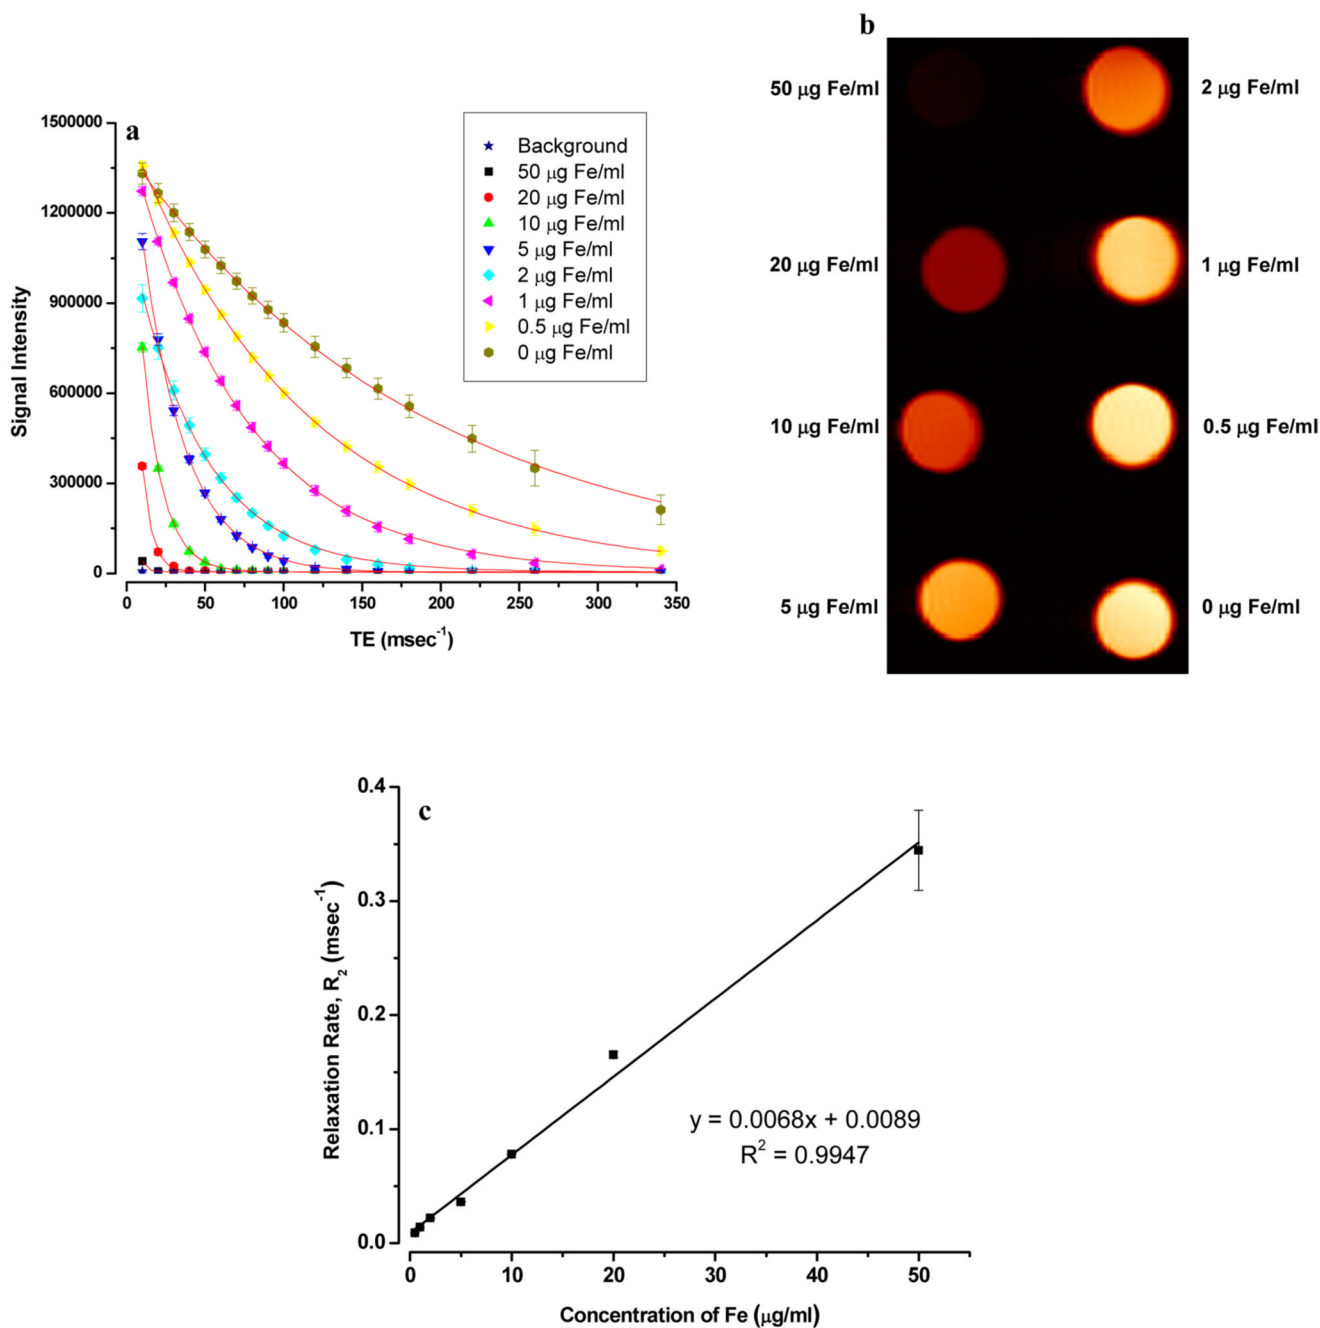 a
1500000
1200000
900000
600000
300000
0
Signal Intensity
0 50 100 150 200 250 300 350
TE (msec⁻¹)
Background
50 μg Fe/ml
20 μg Fe/ml
10 μg Fe/ml
5 μg Fe/ml
2 μg Fe/ml
1 μg Fe/ml
0.5 μg Fe/ml
0 μg Fe/ml
b
50 μg Fe/ml
2 μg Fe/ml
20 μg Fe/ml
1 μg Fe/ml
10 μg Fe/ml
0.5 μg Fe/ml
5 μg Fe/ml
0 μg Fe/ml
c
0.4
0.3
0.2
0.1
0.0
Relaxation Rate, R₂ (msec⁻¹)
y = 0.0068x + 0.0089
R² = 0.9947
0 10 20 30 40 50
Concentration of Fe (μg/ml)